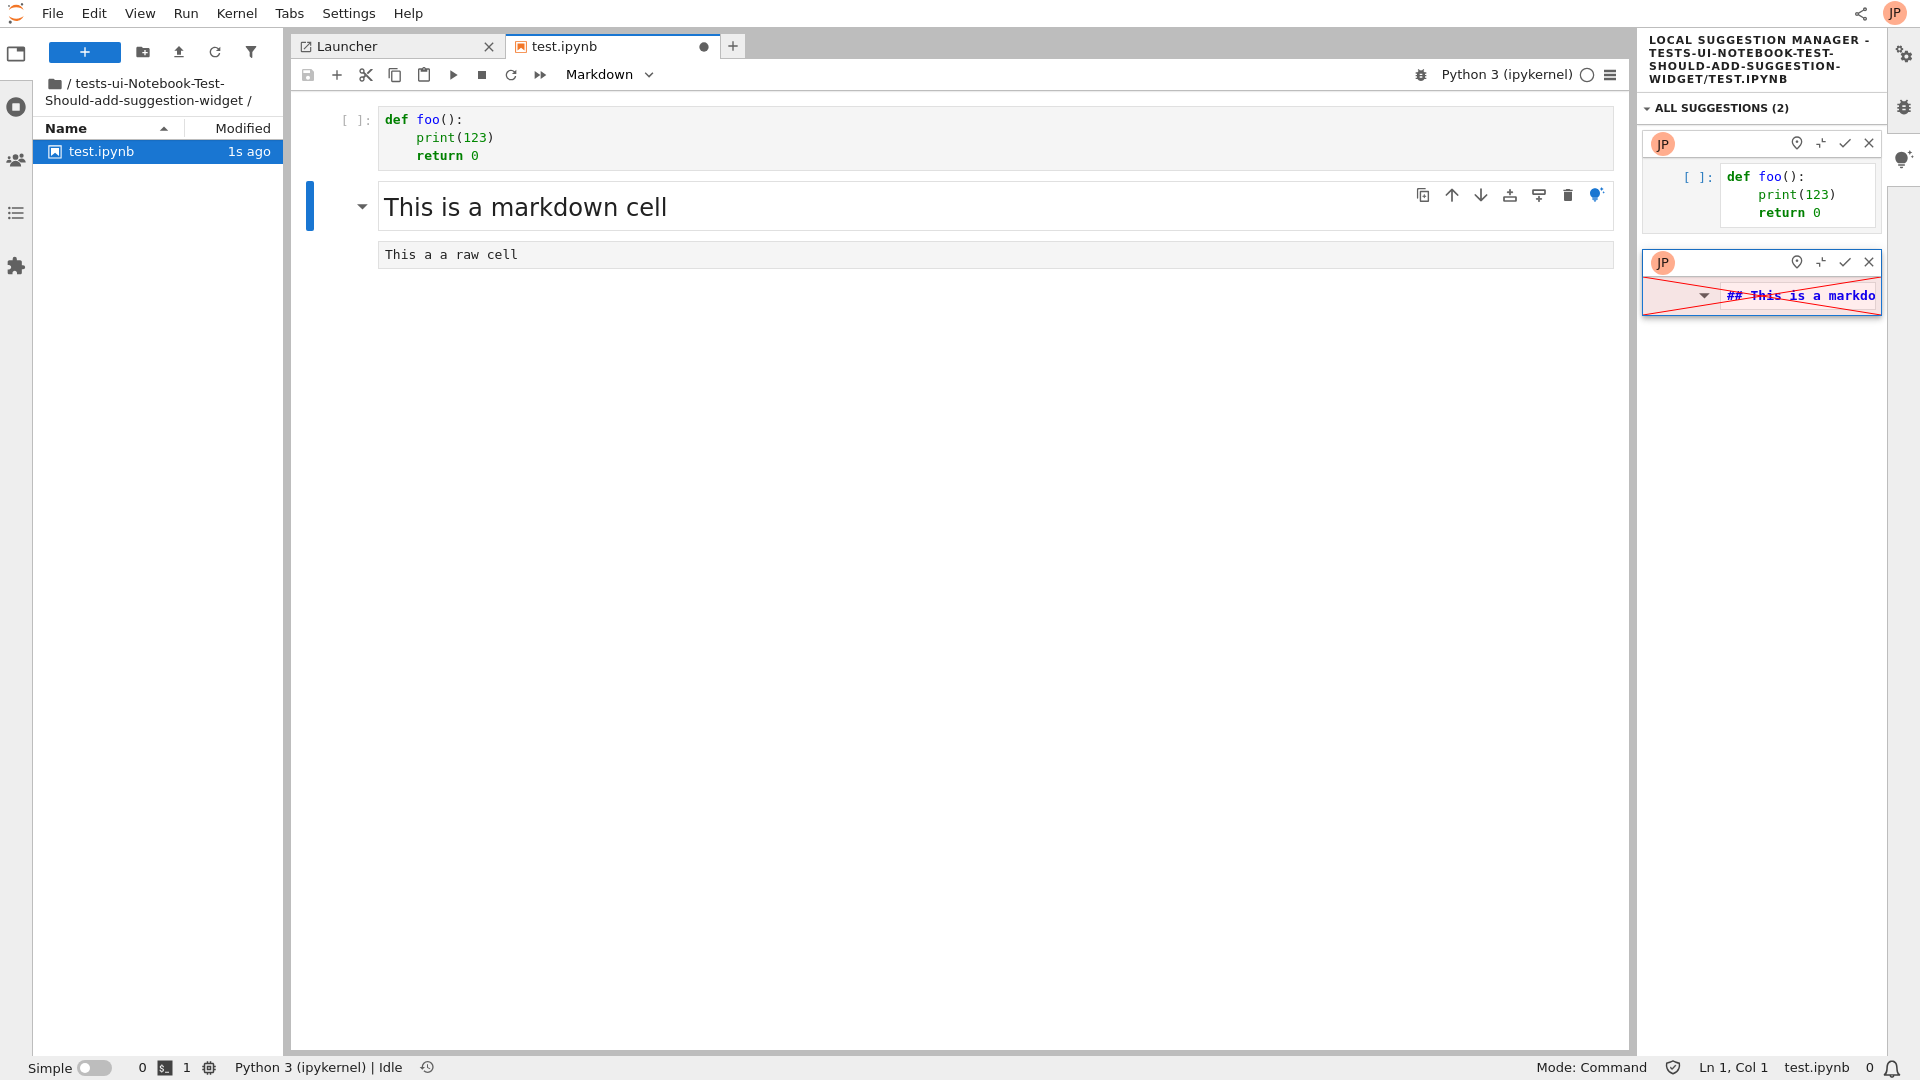 File Edit View Run Kernel Tabs Settings Help
JP
/ tests-ui-Notebook-Test-
Should-add-suggestion-widget /
Name Modified
test.ipynb 1s ago
Launcher
test.ipynb
Markdown
Python 3 (ipykernel)
[ ]:
def foo():
    print(123)
    return 0
This is a markdown cell
This a a raw cell
LOCAL SUGGESTION MANAGER -
TESTS-UI-NOTEBOOK-TEST-
SHOULD-ADD-SUGGESTION-
WIDGET/TEST.IPYNB
ALL SUGGESTIONS (2)
JP
[ ]:
def foo():
    print(123)
    return 0
JP
## This is a markdo
Simple 0 $_ 1 Python 3 (ipykernel) | Idle
Mode: Command Ln 1, Col 1 test.ipynb 0